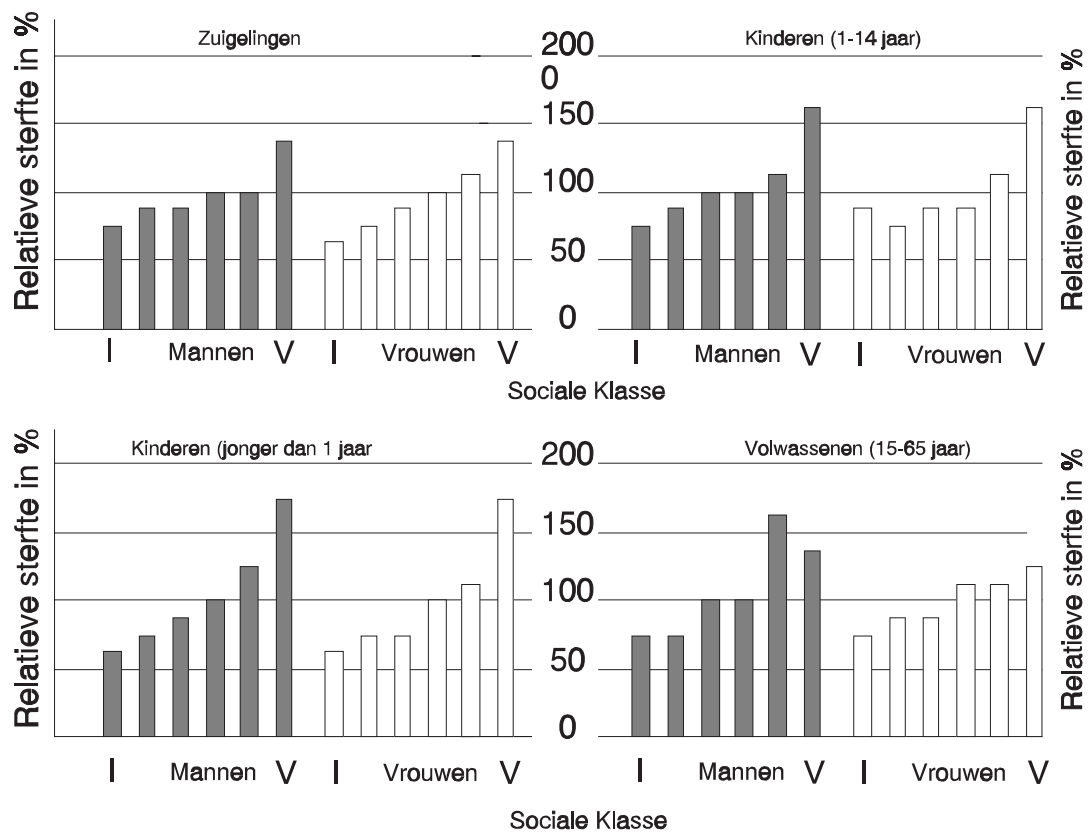 Zuigelingen
Kinderen (1-14 jaar)
Relatieve sterfte in %
200
0
150
100
50
0
Relatieve sterfte in %
I Mannen V I Vrouwen V
I Mannen V I Vrouwen V
Sociale Klasse
Kinderen (jonger dan 1 jaar
Volwassenen (15-65 jaar)
Relatieve sterfte in %
200
150
100
50
0
Relatieve sterfte in %
I Mannen V I Vrouwen V
I Mannen V I Vrouwen V
Sociale Klasse